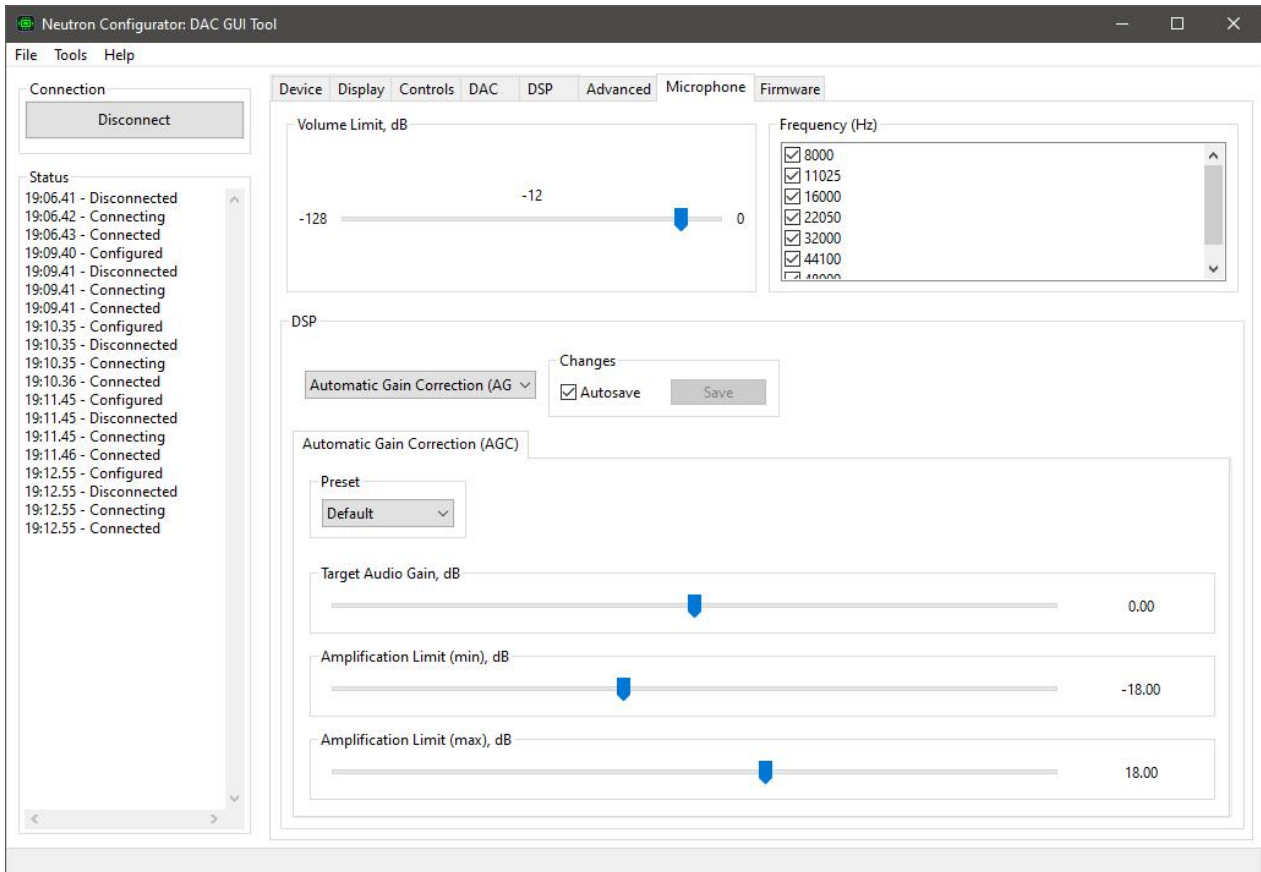 Neutron Configurator: DAC GUI Tool
File Tools Help
Connection
Disconnect
Status
19:06.41 - Disconnected
19:06.42 - Connecting
19:06.43 - Connected
19:09.40 - Configured
19:09.41 - Disconnected
19:09.41 - Connecting
19:09.41 - Connected
19:10.35 - Configured
19:10.35 - Disconnected
19:10.35 - Connecting
19:10.36 - Connected
19:11.45 - Configured
19:11.45 - Disconnected
19:11.45 - Connecting
19:11.46 - Connected
19:12.55 - Configured
19:12.55 - Disconnected
19:12.55 - Connecting
19:12.55 - Connected
Device Display Controls DAC DSP Advanced Microphone Firmware
Volume Limit, dB
-12
-128 0
Frequency (Hz)
8000
11025
16000
22050
32000
44100
48000
DSP
Automatic Gain Correction (AG
Changes
Autosave Save
Automatic Gain Correction (AGC)
Preset
Default
Target Audio Gain, dB
0.00
Amplification Limit (min), dB
-18.00
Amplification Limit (max), dB
18.00